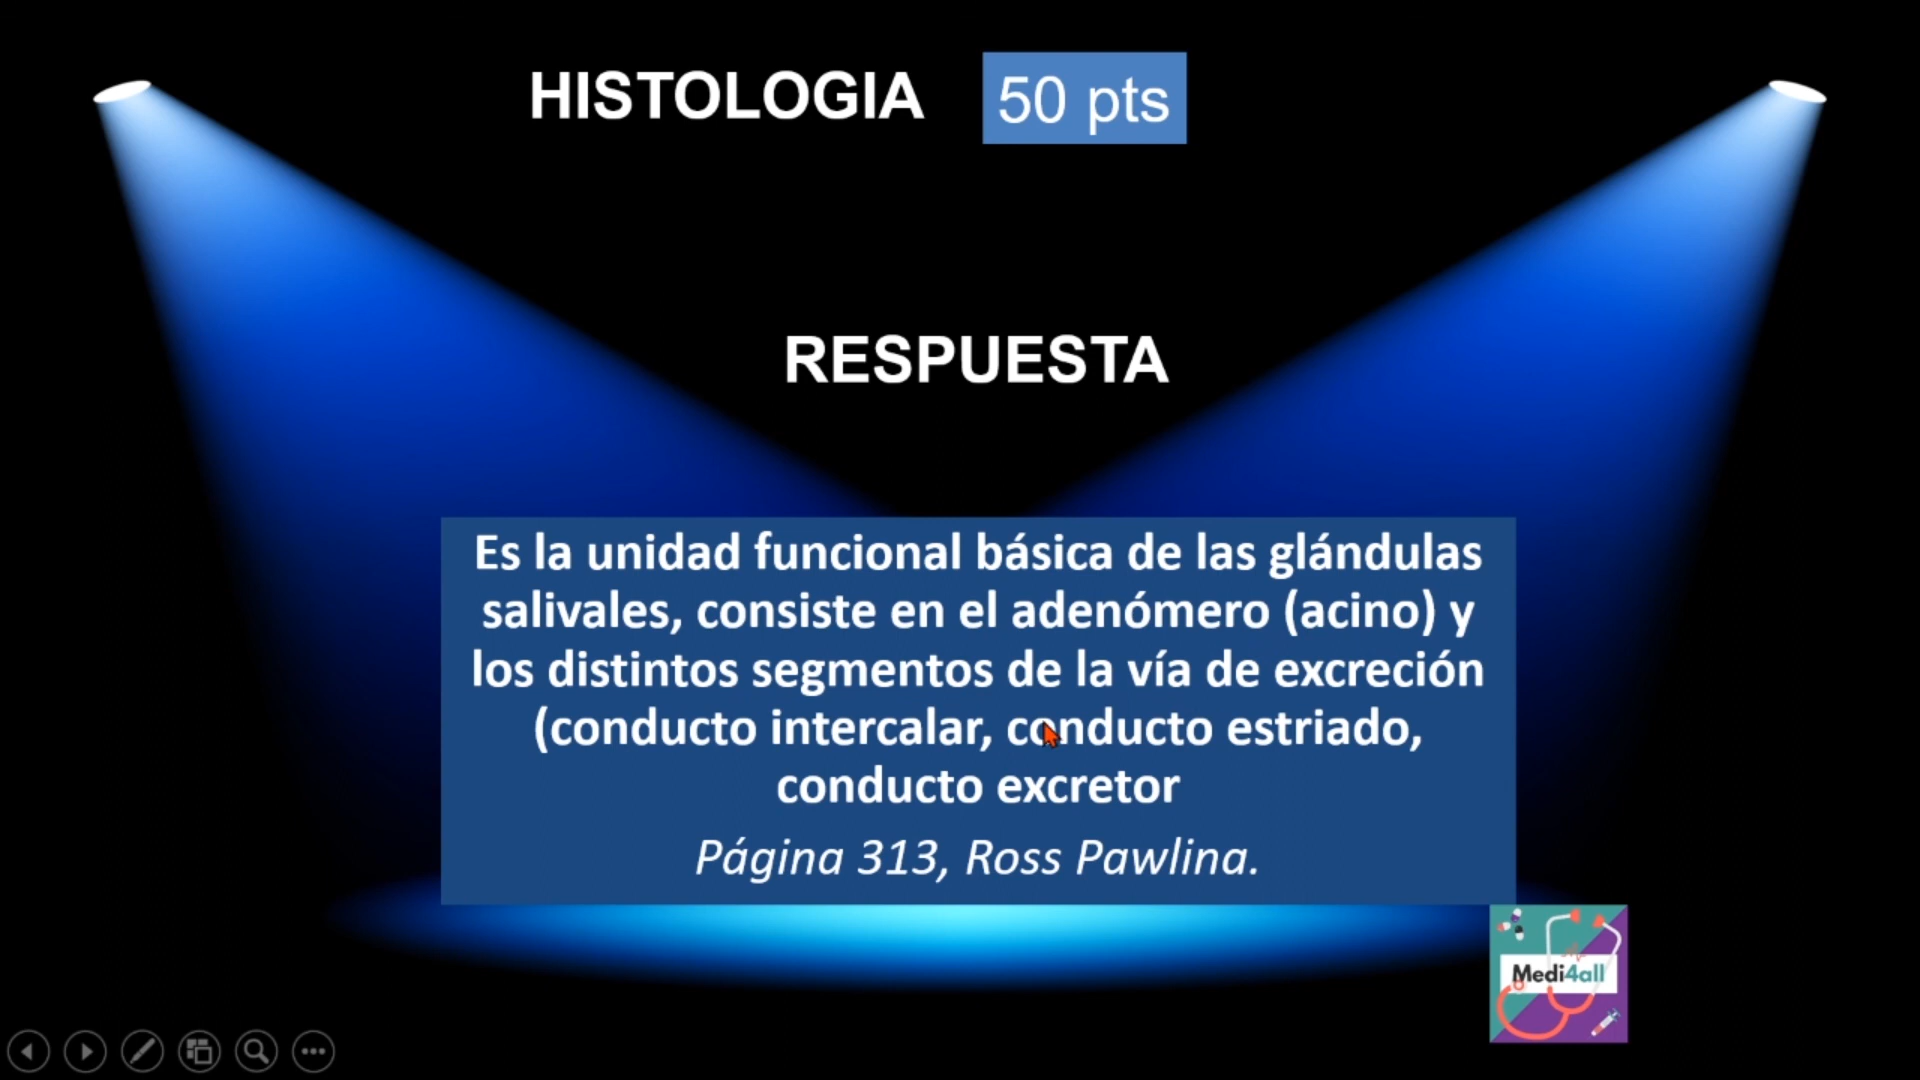 HISTOLOGIA
50 pts
RESPUESTA
Es la unidad funcional básica de las glándulas
salivales, consiste en el adenómero (acino) y
los distintos segmentos de la vía de excreción
(conducto intercalar, conducto estriado,
conducto excretor
Página 313, Ross Pawlina.
Medi4all